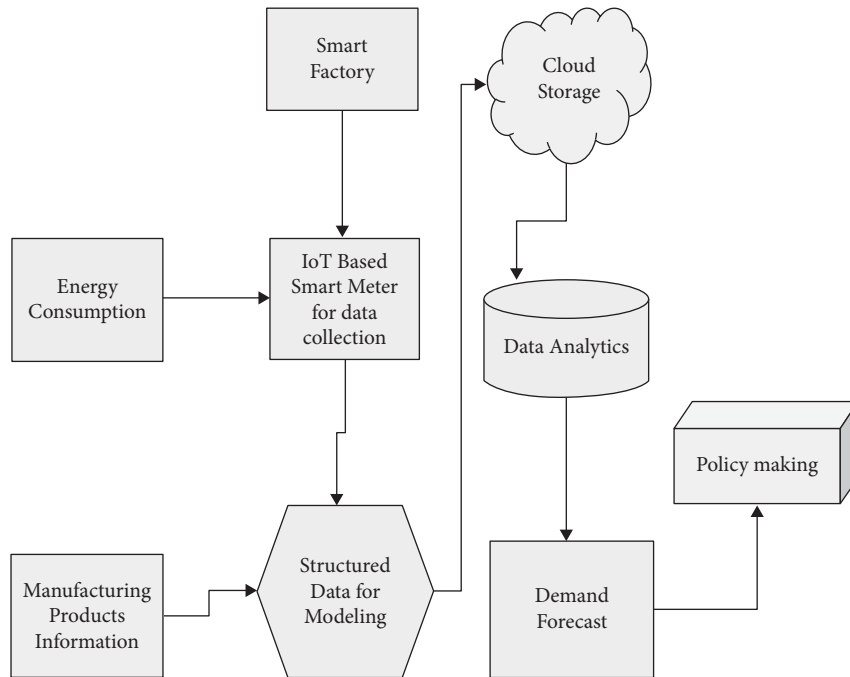 Smart
Factory
Cloud
Storage
Energy
Consumption
IoT Based
Smart Meter
for data
collection
Data Analytics
Policy making
Manufacturing
Products
Information
Structured
Data for
Modeling
Demand
Forecast